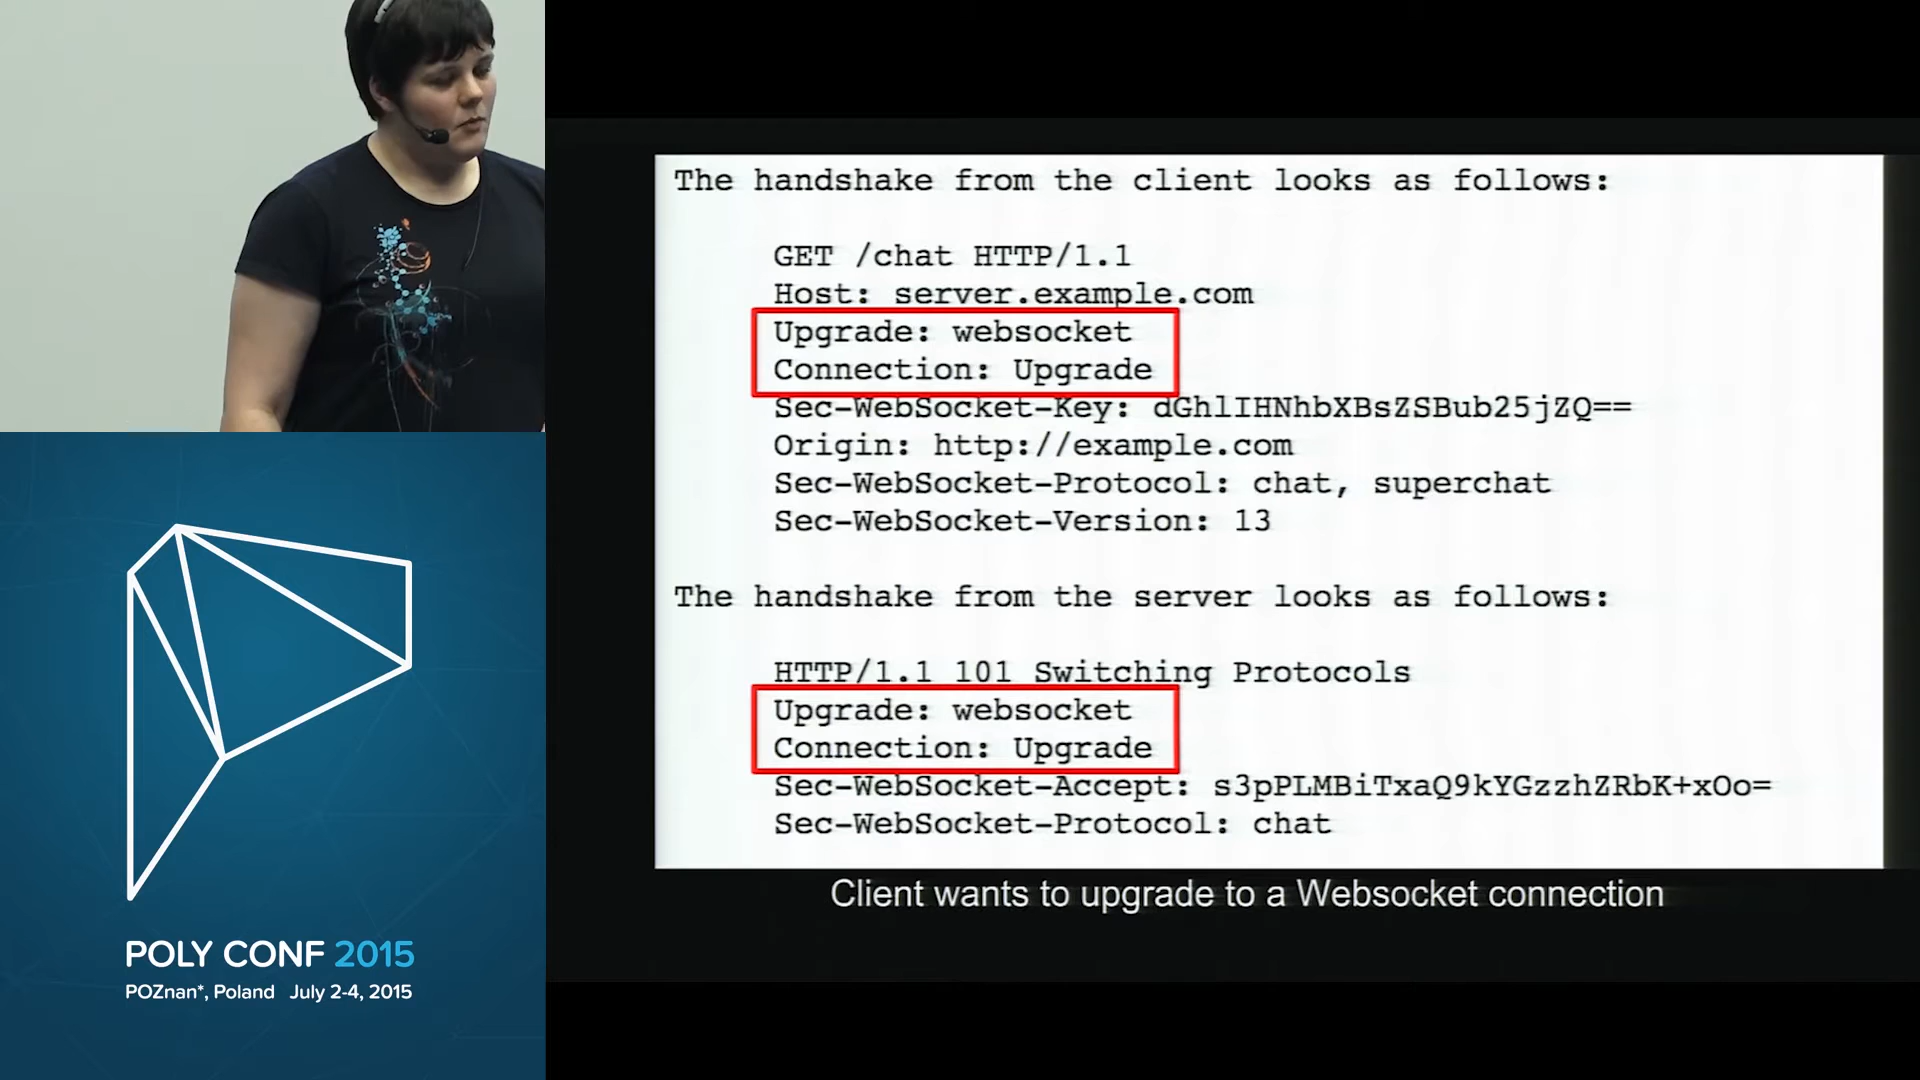 The handshake from the client looks as follows:
GET /chat HTTP/1.1
Host: server.example.com
Upgrade: websocket
Connection: Upgrade
Sec-WebSocket-Key: dGhlIHNhbXBsZSBub25jZQ==
Origin: http://example.com
Sec-WebSocket-Protocol: chat, superchat
Sec-WebSocket-Version: 13
The handshake from the server looks as follows:
HTTP/1.1 101 Switching Protocols
Upgrade: websocket
Connection: Upgrade
Sec-WebSocket-Accept: s3pPLMBiTxaQ9kYGzzhZRbK+xOo=
Sec-WebSocket-Protocol: chat
Client wants to upgrade to a Websocket connection
POLY CONF 2015
POZnan*, Poland July 2-4, 2015